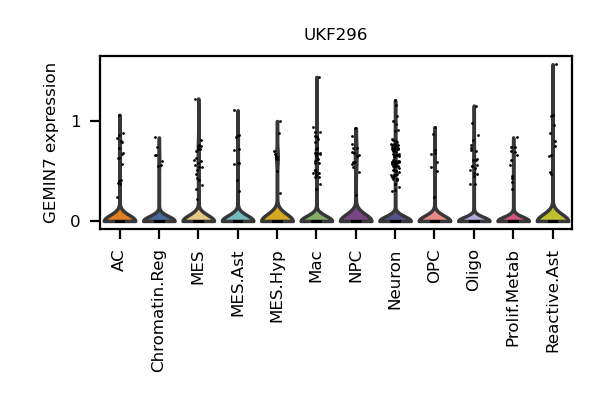 UKF296
GEMIN7 expression
1
0
AC
Chromatin.Reg
MES
MES.Ast
MES.Hyp
Mac
NPC
Neuron
OPC
Oligo
Prolif.Metab
Reactive.Ast